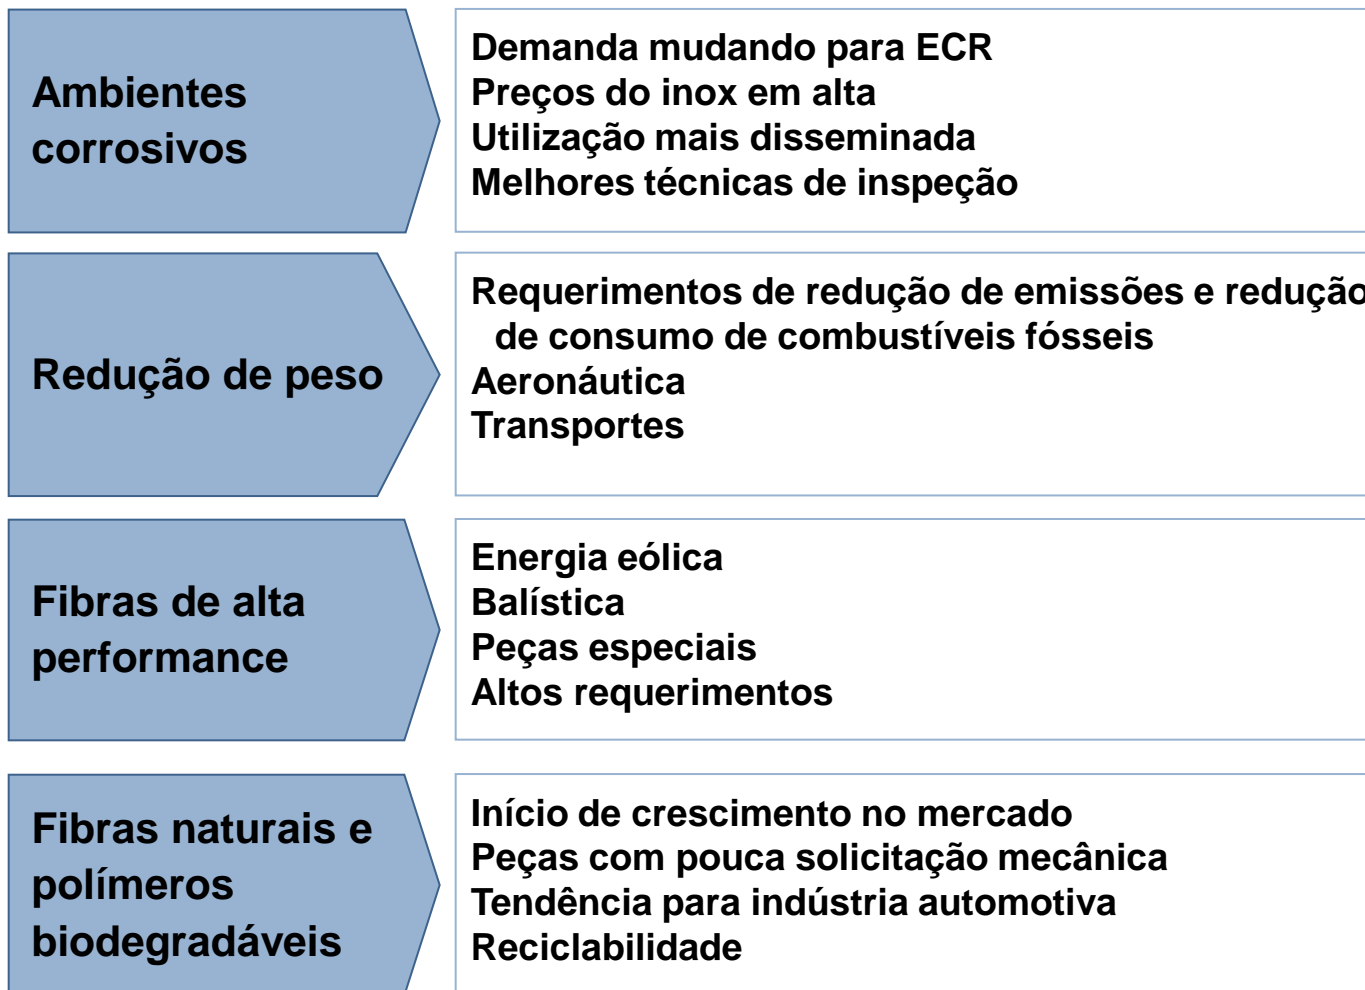 Ambientes
corrosivos
Demanda mudando para ECR
Preços do inox em alta
Utilização mais disseminada
Melhores técnicas de inspeção
Redução de peso
Requerimentos de redução de emissões e redução
de consumo de combustíveis fósseis
Aeronáutica
Transportes
Fibras de alta
performance
Energia eólica
Balística
Peças especiais
Altos requerimentos
Fibras naturais e
polímeros
biodegradáveis
Início de crescimento no mercado
Peças com pouca solicitação mecânica
Tendência para indústria automotiva
Reciclabilidade